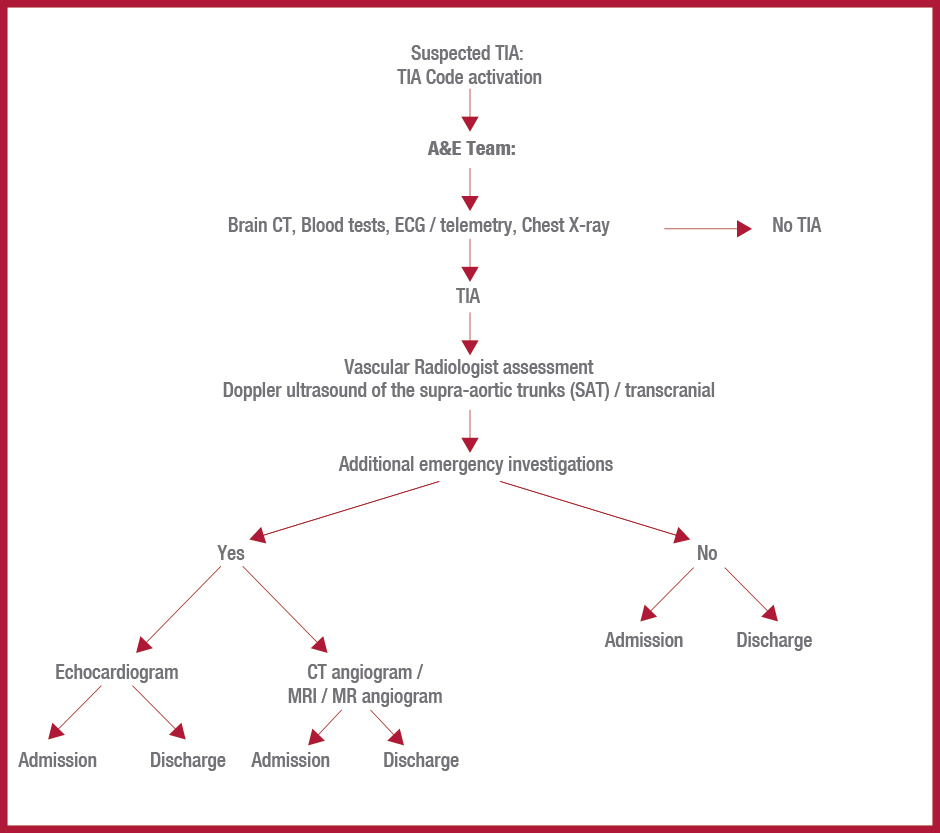 Suspected TIA:
TIA Code activation
A&E Team:
Brain CT, Blood tests, ECG / telemetry, Chest X-ray
No TIA
TIA
Vascular Radiologist assessment
Doppler ultrasound of the supra-aortic trunks (SAT) / transcranial
Additional emergency investigations
Yes
No
Admission
Discharge
Echocardiogram
CT angiogram /
MRI / MR angiogram
Admission
Discharge
Admission
Discharge